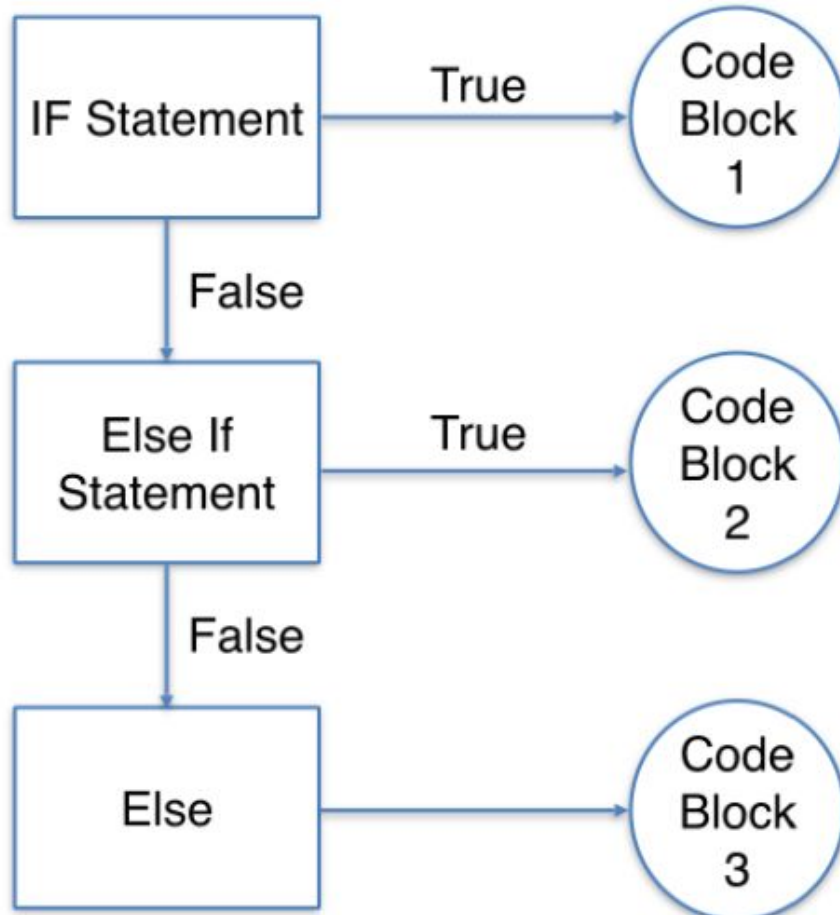 IF Statement
True
Code
Block
1
False
Else If
Statement
True
Code
Block
2
False
Else
Code
Block
3